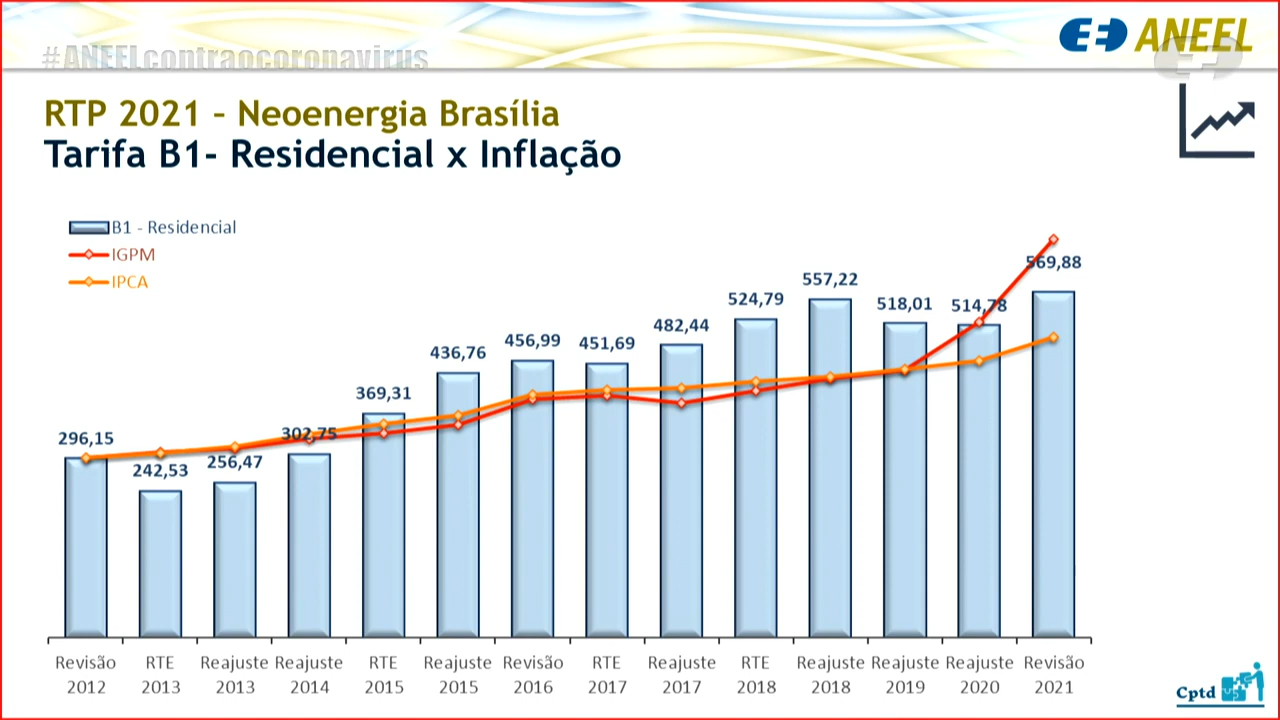 #ANEELcontraocoronavirus
ANEEL
RTP 2021 – Neoenergia Brasília
Tarifa B1- Residencial x Inflação
B1 - Residencial
IGPM
IPCA
296,15
242,53
256,47
302,75
369,31
436,76
456,99
451,69
482,44
524,79
557,22
518,01
514,78
569,88
Revisão 2012
RTE 2013
Reajuste 2013
Reajuste 2014
RTE 2015
Reajuste 2015
Revisão 2016
RTE 2017
Reajuste 2017
RTE 2018
Reajuste 2018
Reajuste 2019
Reajuste 2020
Revisão 2021
Cptd